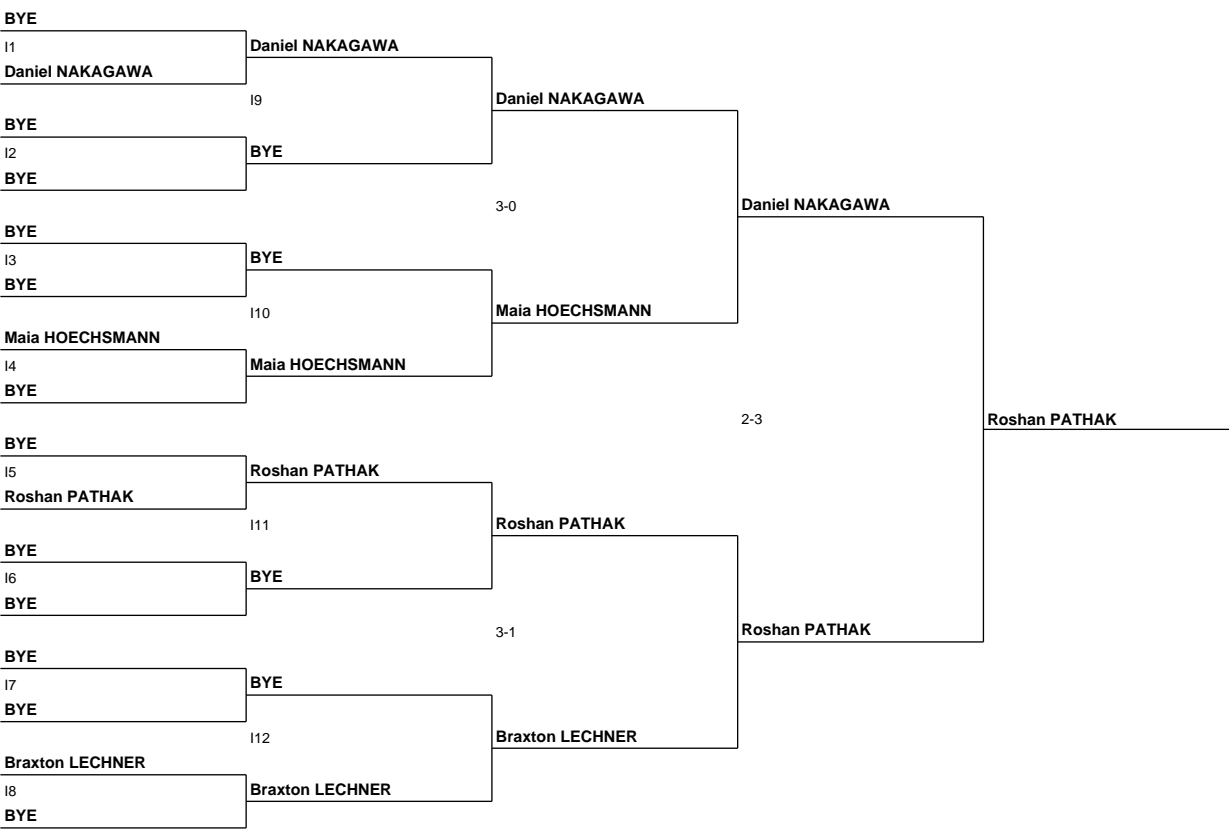 BYE
I1
Daniel NAKAGAWA
Daniel NAKAGAWA
I9
Daniel NAKAGAWA
BYE
I2
BYE
BYE
3-0
Daniel NAKAGAWA
BYE
I3
BYE
BYE
I10
Maia HOECHSMANN
Maia HOECHSMANN
I4
Maia HOECHSMANN
BYE
2-3
Roshan PATHAK
BYE
I5
Roshan PATHAK
Roshan PATHAK
I11
Roshan PATHAK
BYE
I6
BYE
BYE
3-1
Roshan PATHAK
BYE
I7
BYE
BYE
I12
Braxton LECHNER
Braxton LECHNER
I8
Braxton LECHNER
BYE